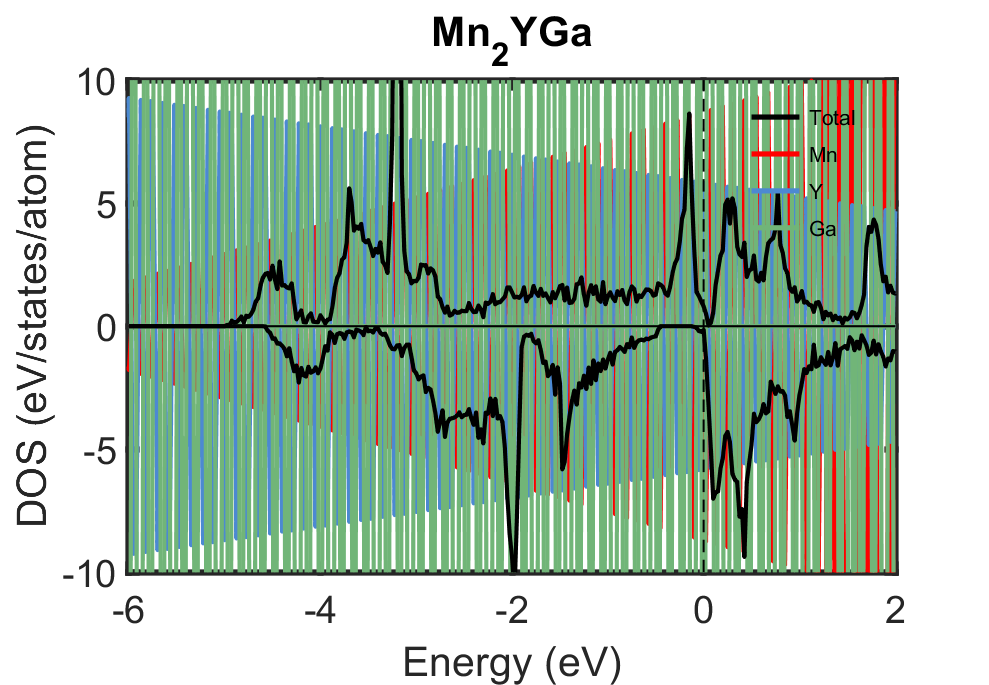 Mn2YGa
DOS (eV/states/atom)
10
5
0
-5
-10
Total
Mn
Y
Ga
-6 -4 -2 0 2
Energy (eV)